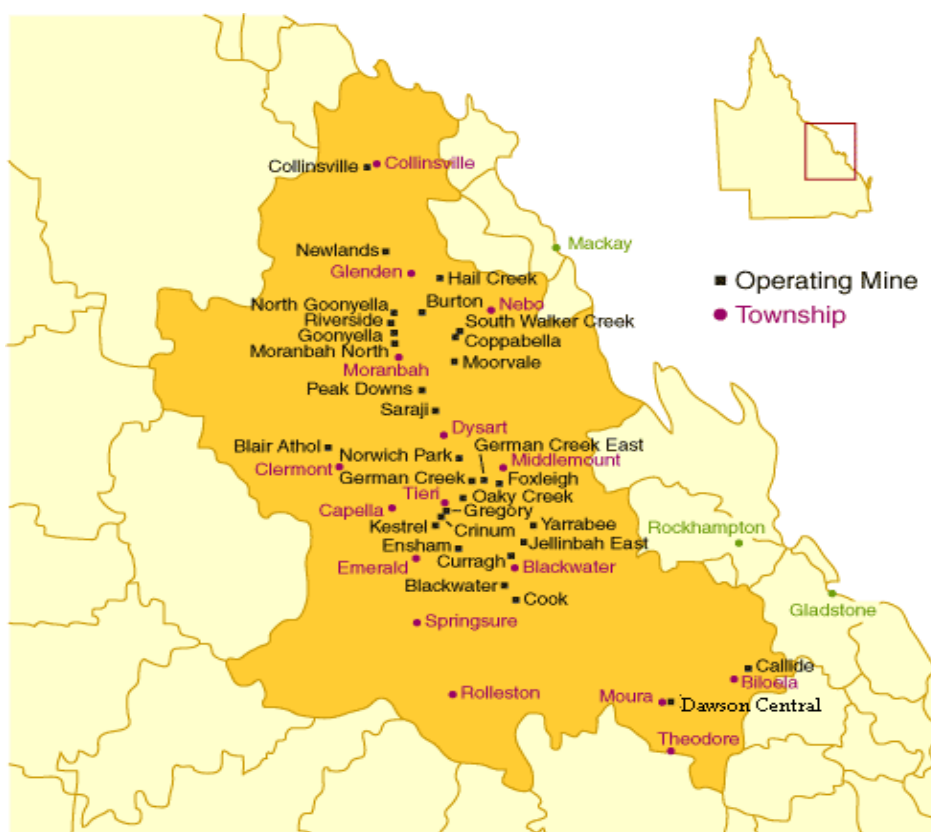 Collinsville
Collinsville
Mackay
Newlands
Glenden
Hail Creek
Operating Mine
North Goonyella
Burton
Nebo
Township
Riverside
South Walker Creek
Goonyella
Coppabella
Moranbah North
Moorvale
Moranbah
Peak Downs
Saraji
Dysart
Blair Athol
German Creek East
Norwich Park
Clermont
Middlemount
German Creek
Foxleigh
Tieri
Oaky Creek
Capella
Gregory
Kestrel
Crinum
Yarrabee
Rockhampton
Ensham
Jellinbah East
Emerald
Curragh
Blackwater
Blackwater
Cook
Gladstone
Springsure
Callide
Biloela
Rolleston
Moura
Dawson Central
Theodore